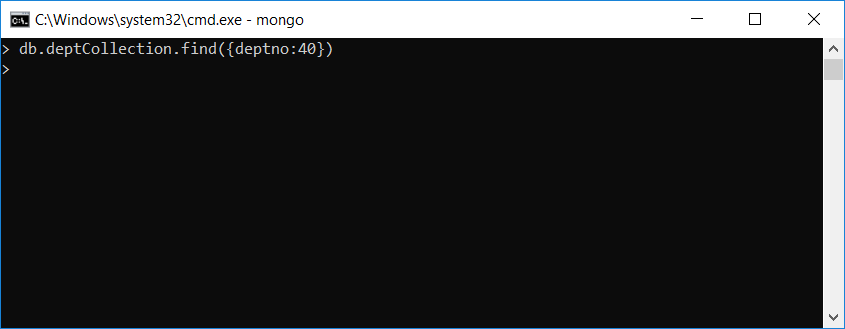 C:\Windows\system32\cmd.exe - mongo
> db.deptCollection.find({deptno:40})
>